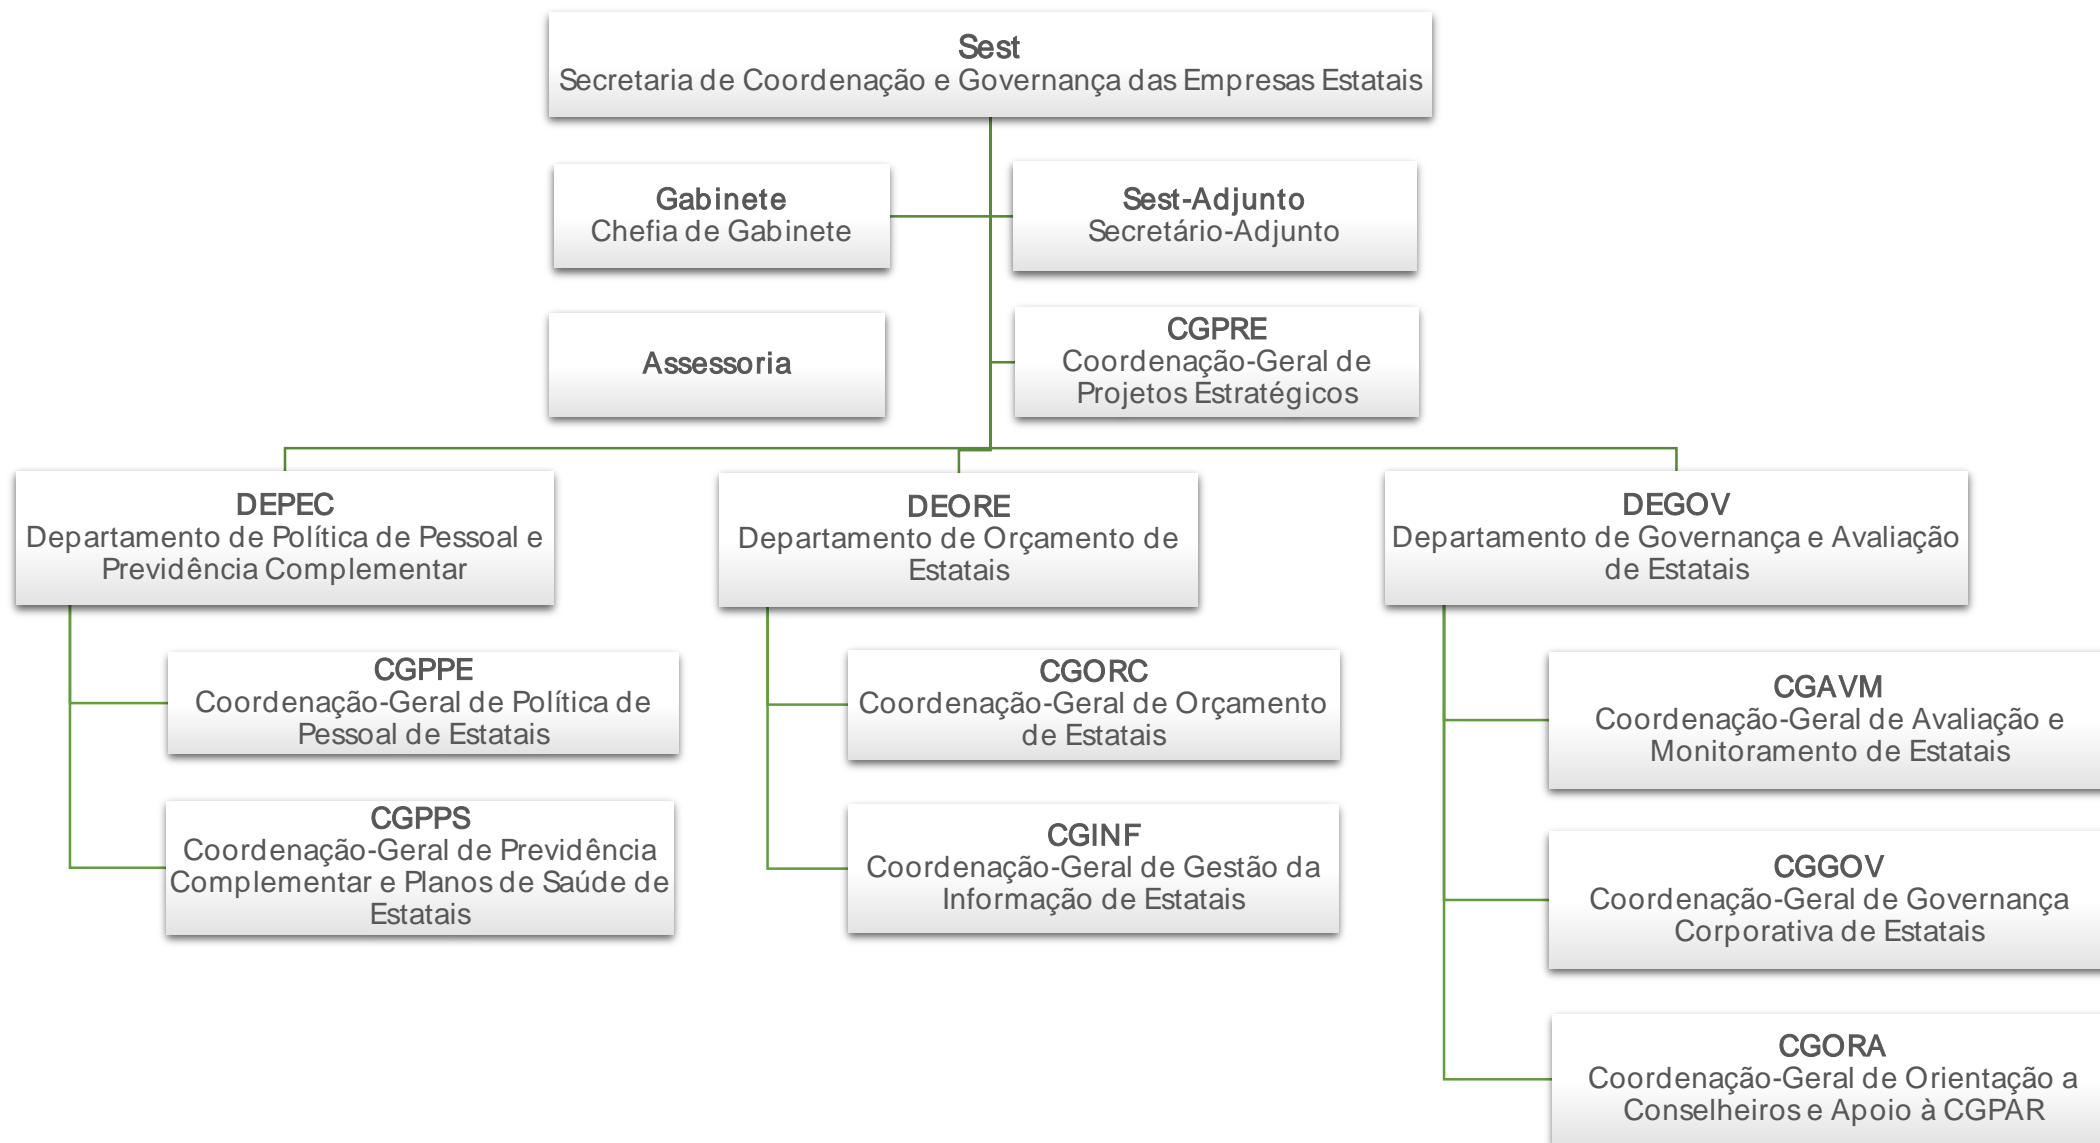 Sest
Secretaria de Coordenação e Governança das Empresas Estatais
Gabinete
Chefia de Gabinete
Sest-Adjunto
Secretário-Adjunto
Assessoria
CGPRE
Coordenação-Geral de
Projetos Estratégicos
DEPEC
Departamento de Política de Pessoal e
Previdência Complementar
DEORE
Departamento de Orçamento de
Estatais
DEGOV
Departamento de Governança e Avaliação
de Estatais
CGPPE
Coordenação-Geral de Política de
Pessoal de Estatais
CGPPS
Coordenação-Geral de Previdência
Complementar e Planos de Saúde de
Estatais
CGORC
Coordenação-Geral de Orçamento
de Estatais
CGINF
Coordenação-Geral de Gestão da
Informação de Estatais
CGAVM
Coordenação-Geral de Avaliação e
Monitoramento de Estatais
CGGOV
Coordenação-Geral de Governança
Corporativa de Estatais
CGORA
Coordenação-Geral de Orientação a
Conselheiros e Apoio à CGPAR